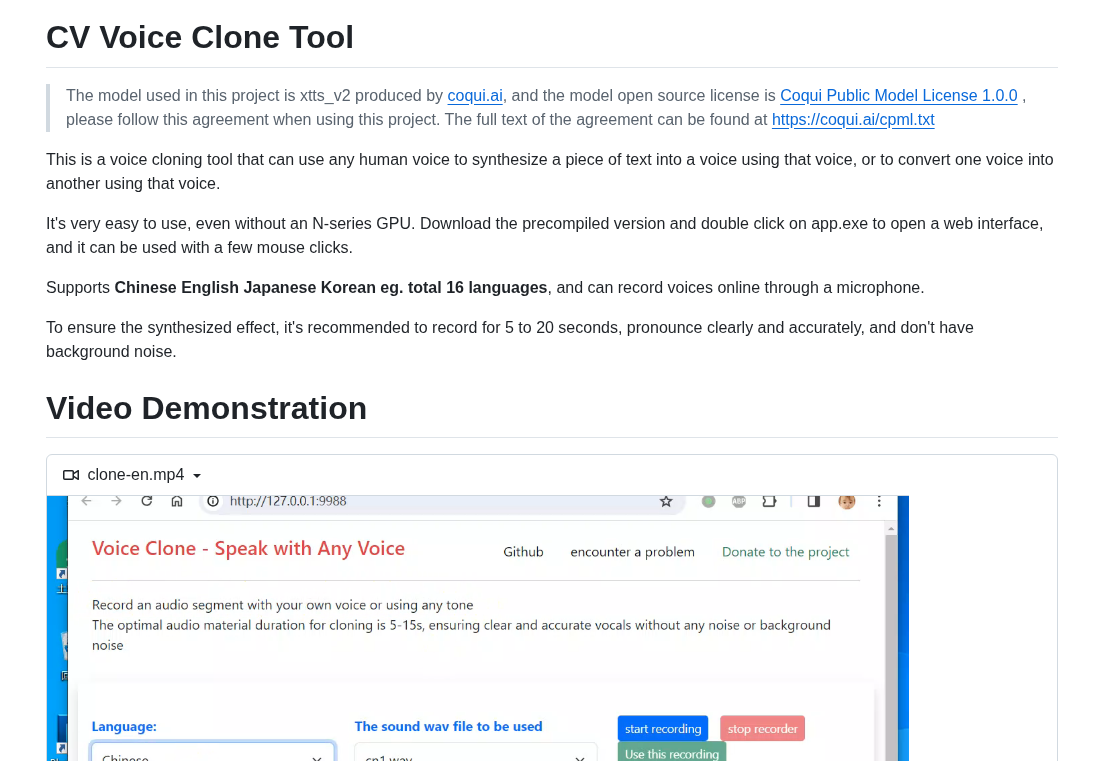 CV Voice Clone Tool
The model used in this project is xtts_v2 produced by coqui.ai, and the model open source license is Coqui Public Model License 1.0.0 ,
please follow this agreement when using this project. The full text of the agreement can be found at https://coqui.ai/cpml.txt
This is a voice cloning tool that can use any human voice to synthesize a piece of text into a voice using that voice, or to convert one voice into
another using that voice.
It's very easy to use, even without an N-series GPU. Download the precompiled version and double click on app.exe to open a web interface,
and it can be used with a few mouse clicks.
Supports Chinese English Japanese Korean eg. total 16 languages, and can record voices online through a microphone.
To ensure the synthesized effect, it's recommended to record for 5 to 20 seconds, pronounce clearly and accurately, and don't have
background noise.
Video Demonstration
clone-en.mp4
http://127.0.0.1:9988
ABP
Voice Clone - Speak with Any Voice
Github encounter a problem Donate to the project
Record an audio segment with your own voice or using any tone
The optimal audio material duration for cloning is 5-15s, ensuring clear and accurate vocals without any noise or background
noise
Language: The sound wav file to be used
start recording stop recorder
Use this recording
Chinese cn1.wav